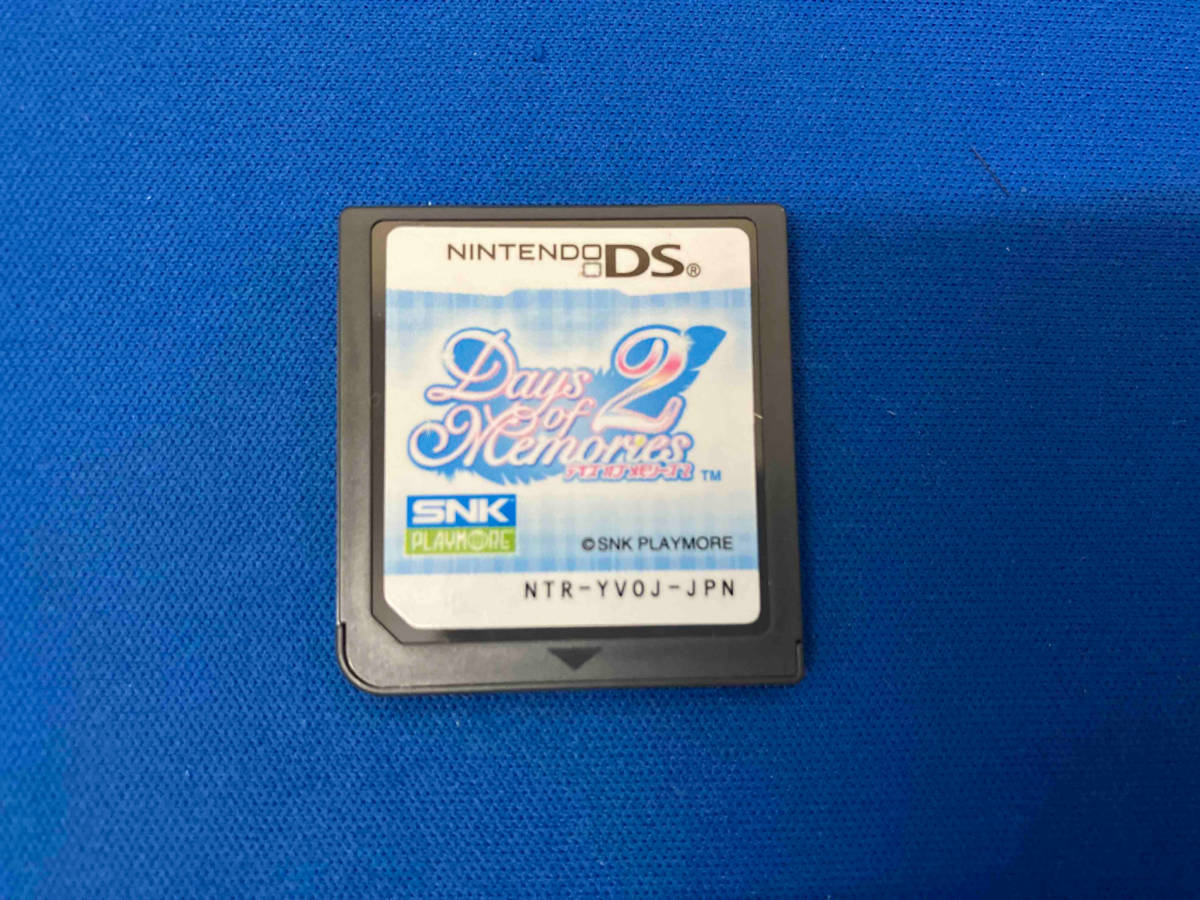 NINTENDO DS®
Days of 2
Memories
デイズ オブ メモリーズ 2 ™
SNK
PLAYMORE
©SNK PLAYMORE
NTR-YV0J-JPN